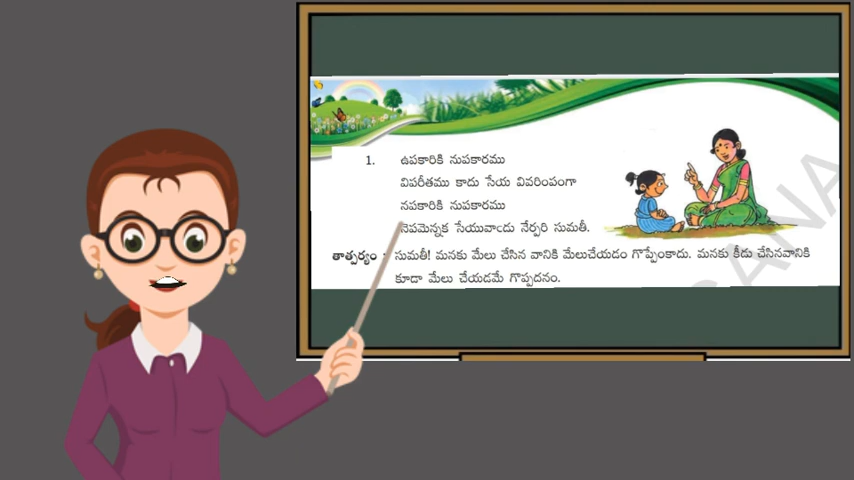 1. ఉపకారికి నుపకారము
విపరీతము కాదు సేయ వివరింపంగా
నపకారికి నుపకారము
నెపమెన్నక సేయువాఁడు నేర్పరి సుమతీ.
తాత్పర్యం : సుమతీ! మనకు మేలు చేసిన వానికి మేలుచేయడం గొప్పేంకాదు. మనకు కీడు చేసినవానికి
కూడా మేలు చేయడమే గొప్పదనం.
SANA